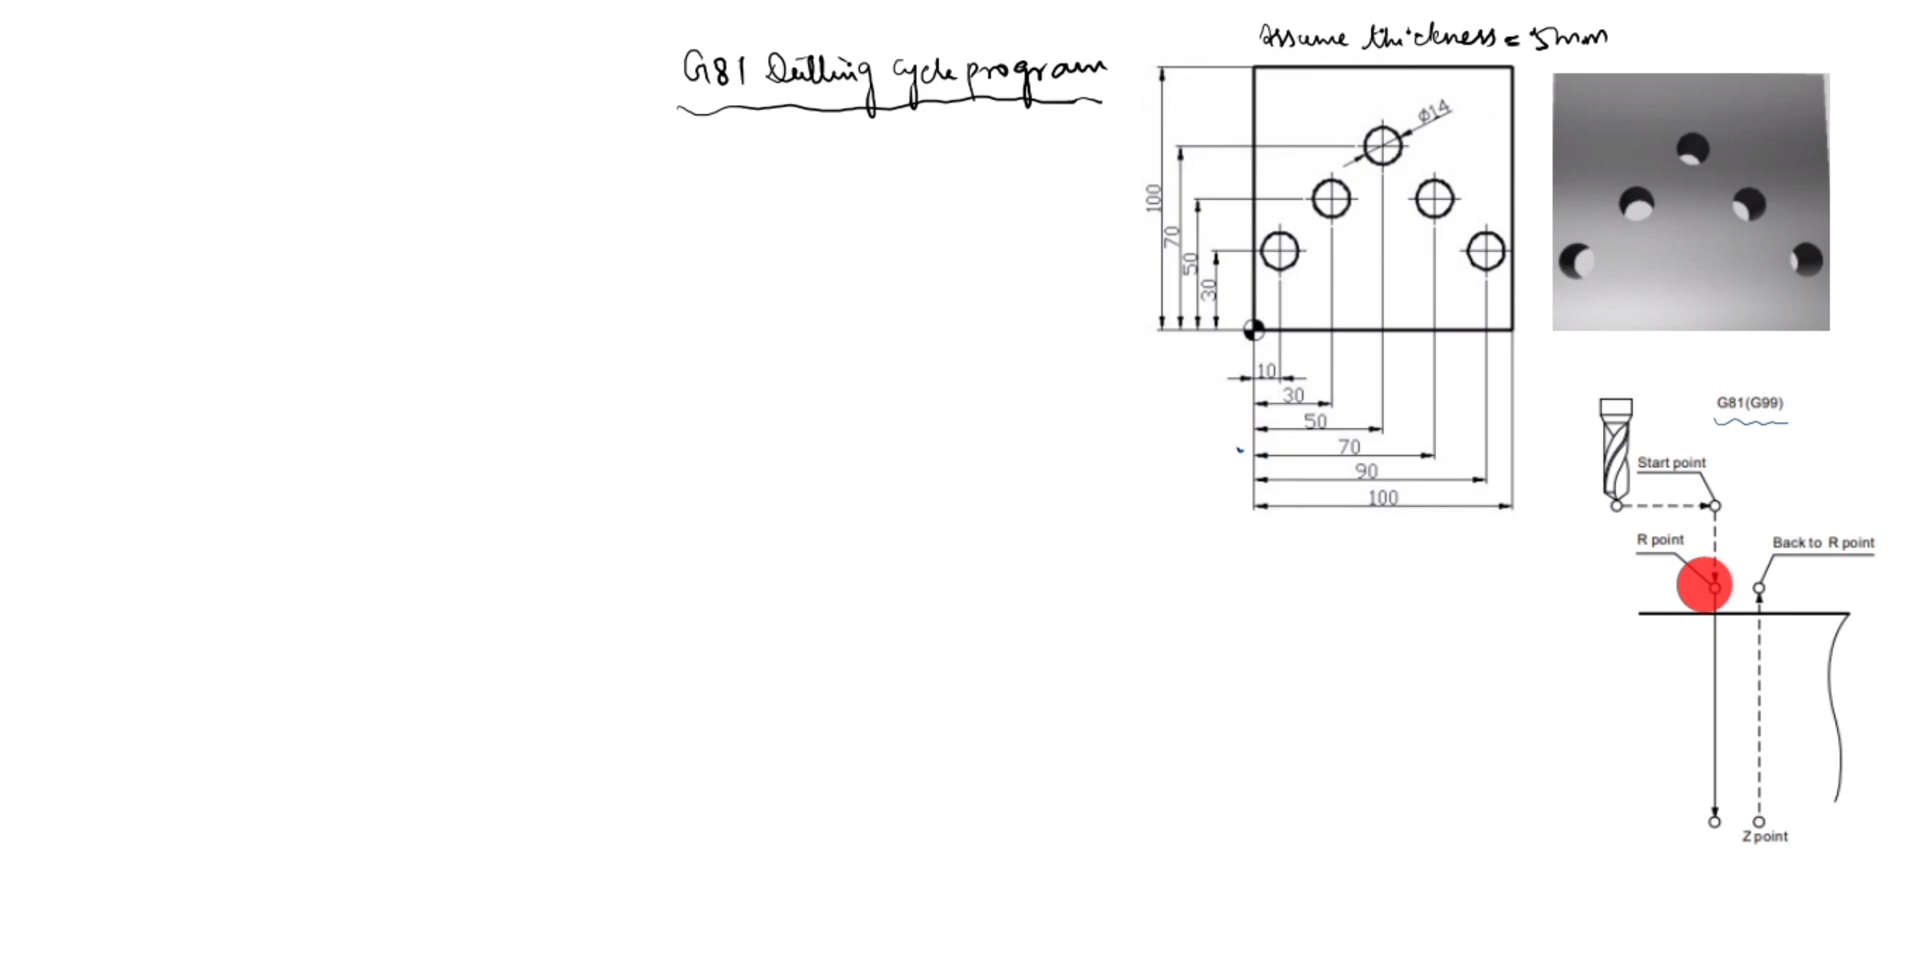 Assume thickness = 5mm
G81 Drilling cycle program
Ø14
100
70
50
30
10
30
50
70
90
100
G81(G99)
Start point
R point
Back to R point
Z point